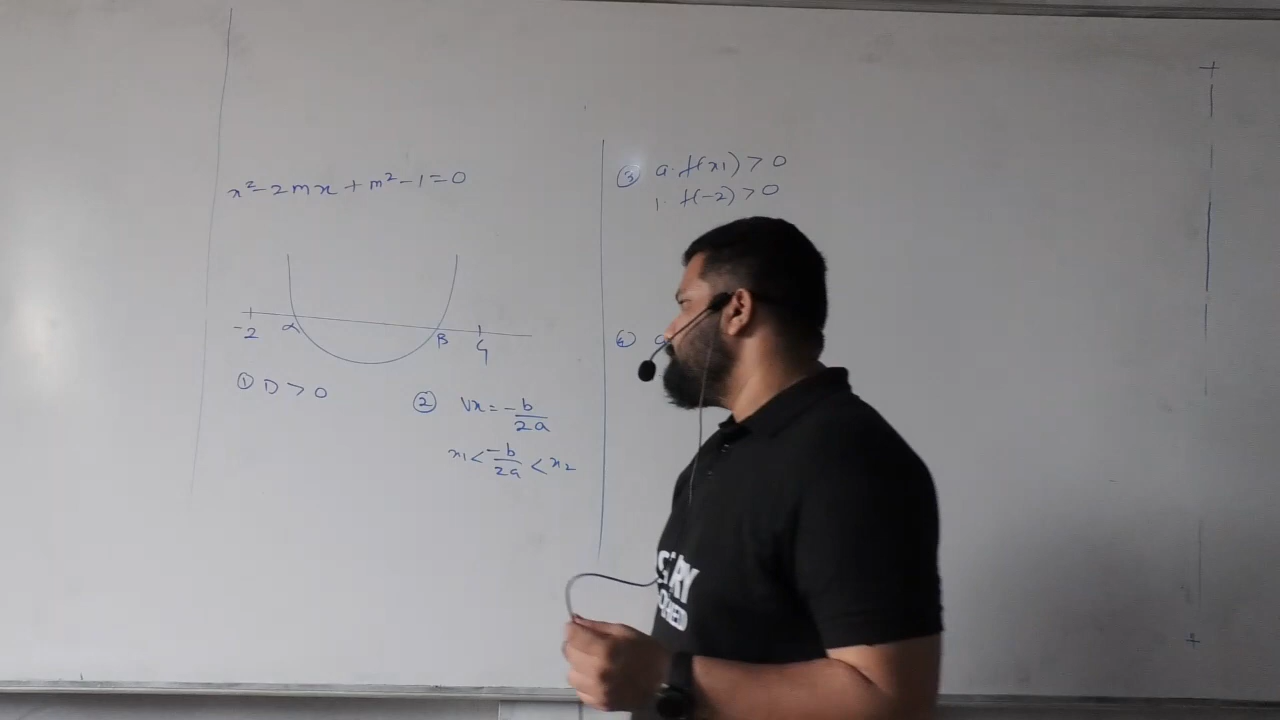 x²-2mx+m²-1=0
-2 α β 4
① D > 0
② Vx = -b/2a
x₁ < -b/2a < x₂
③ a.f(x₁) > 0
1. f(-2) > 0
④